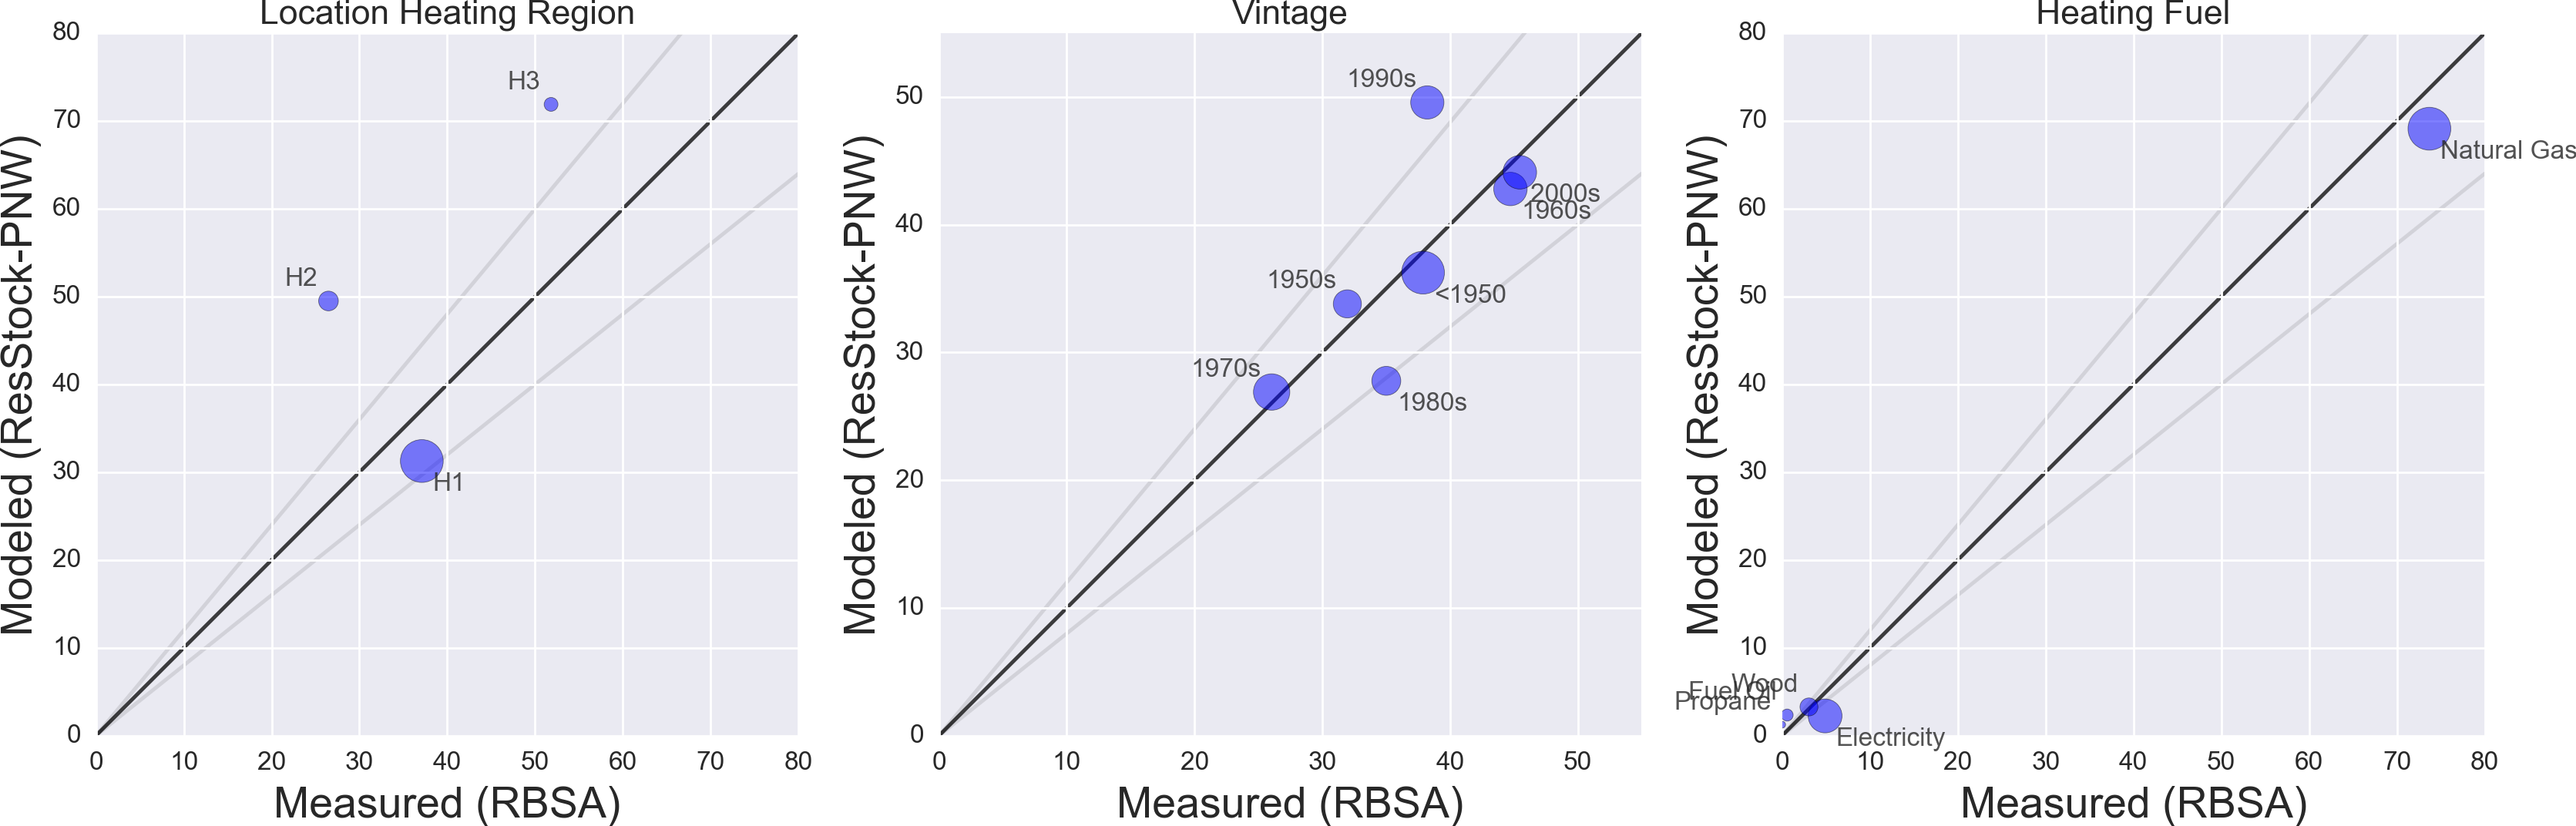 Location Heating Region
80
70
60
50
40
30
20
10
0
H3
H2
H1
0 10 20 30 40 50 60 70 80
Measured (RBSA)
Modeled (ResStock-PNW)
Vintage
50
40
30
20
10
0
1990s
2000s
1960s
1950s
<1950
1970s
1980s
0 10 20 30 40 50
Measured (RBSA)
Modeled (ResStock-PNW)
Heating Fuel
80
70
60
50
40
30
20
10
0
Natural Gas
Wood
Fuel Oil
Propane
Electricity
0 10 20 30 40 50 60 70 80
Measured (RBSA)
Modeled (ResStock-PNW)